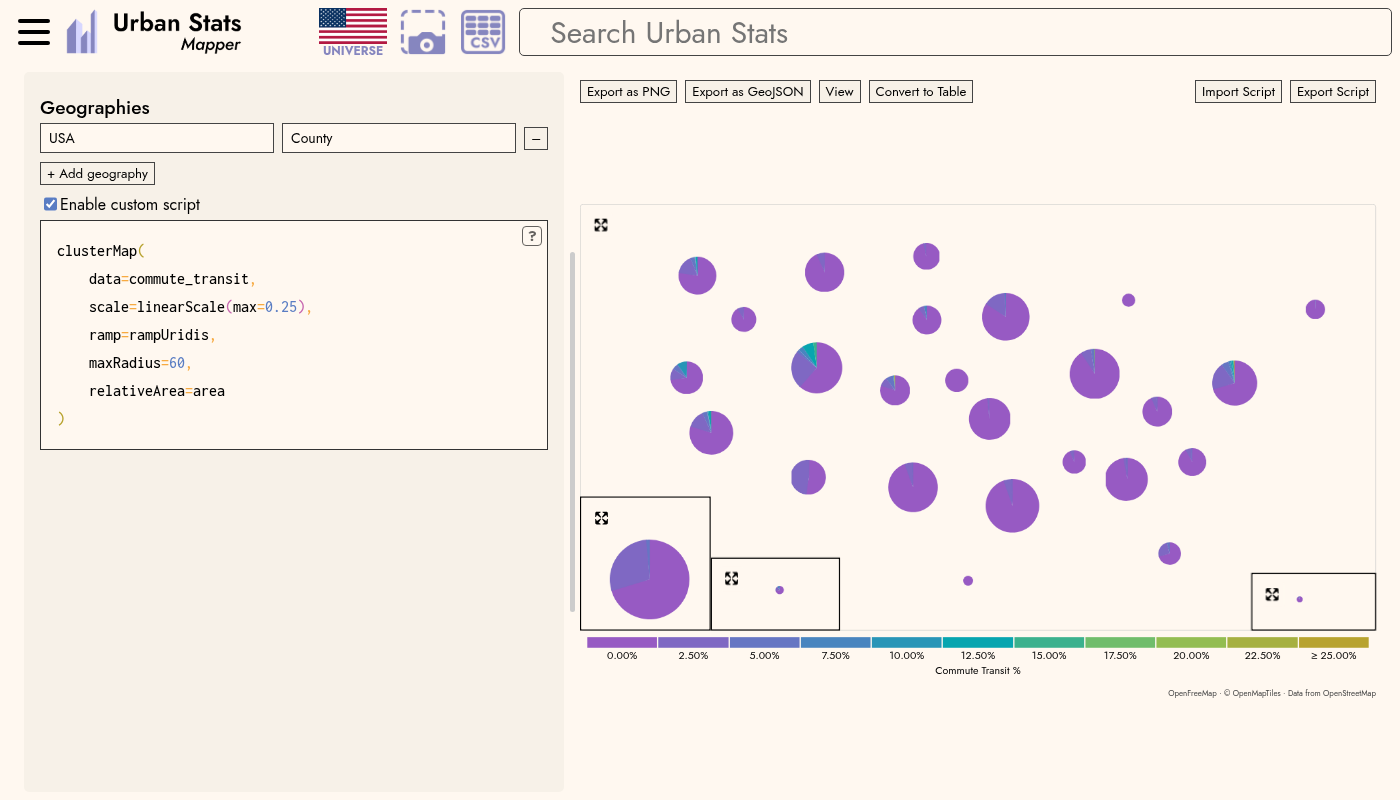 Urban Stats
Mapper
UNIVERSE
CSV
Search Urban Stats
Geographies
USA
County
–
+ Add geography
Enable custom script
?
clusterMap(
data=commute_transit,
scale=linearScale(max=0.25),
ramp=rampUridis,
maxRadius=60,
relativeArea=area
)
Export as PNG
Export as GeoJSON
View
Convert to Table
Import Script
Export Script
0.00%
2.50%
5.00%
7.50%
10.00%
12.50%
15.00%
17.50%
20.00%
22.50%
≥ 25.00%
Commute Transit %
OpenFreeMap · © OpenMapTiles · Data from OpenStreetMap